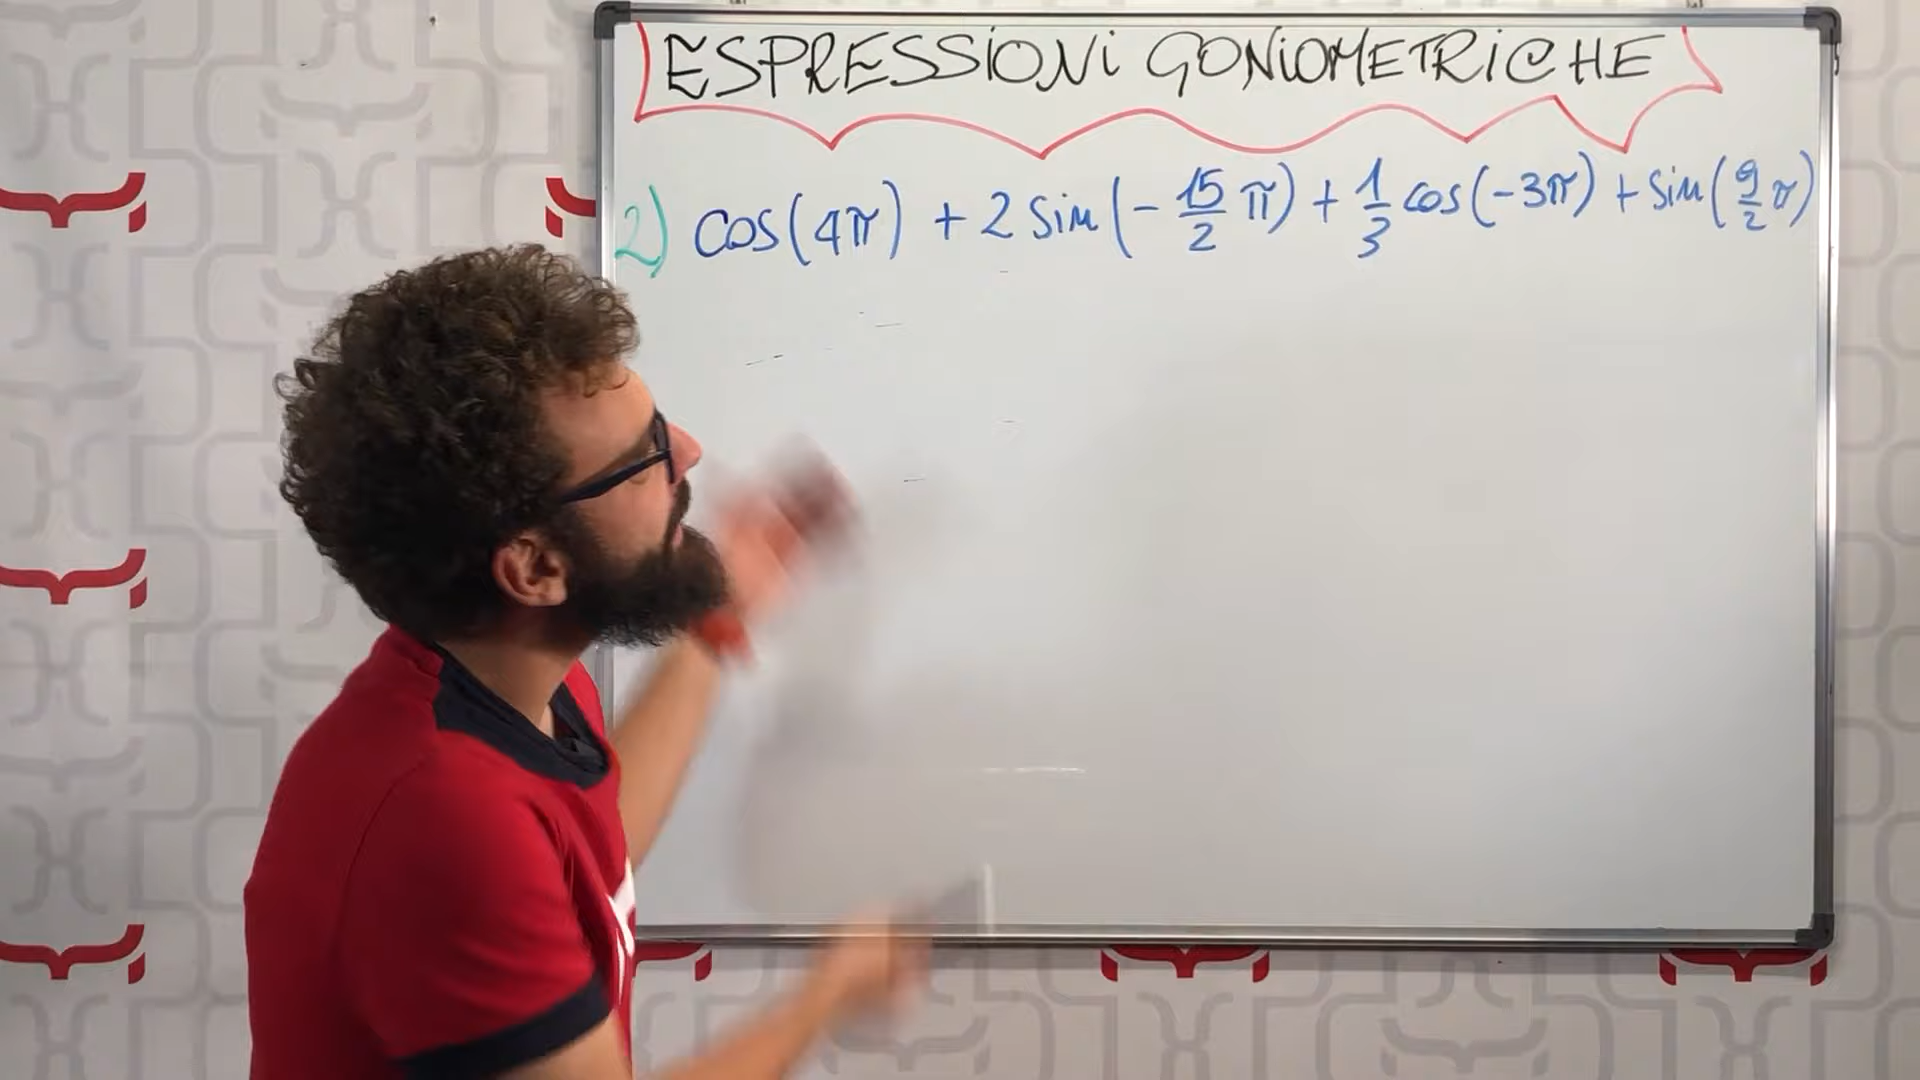 ESPRESSIONI GONIOMETRICHE
2) cos(4π) + 2 sin(-15/2 π) + 1/3 cos(-3π) + sin(9/2 π)